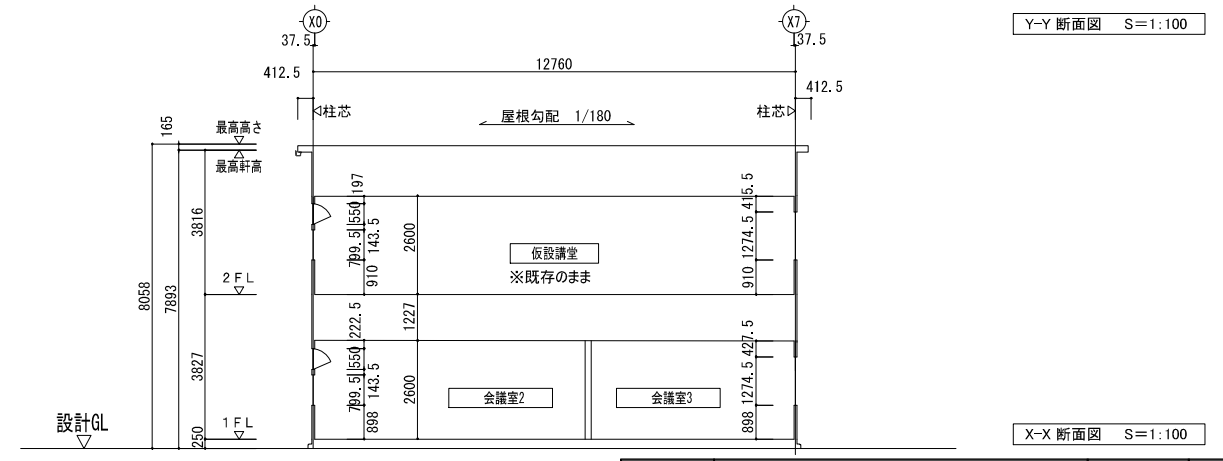 X0
X7
Y-Y 断面図 S=1:100
37.5
37.5
12760
412.5
412.5
柱芯
柱芯
屋根勾配 1/180
165
最高高さ
最高軒高
197
415.5
550
143.5
799.5
910
3816
2600
1274.5
910
仮設講堂
※既存のまま
2FL
8058
7893
222.5
1227
427.5
3827
550
143.5
799.5
898
2600
1274.5
898
会議室2
会議室3
設計GL
1FL
250
X-X 断面図 S=1:100